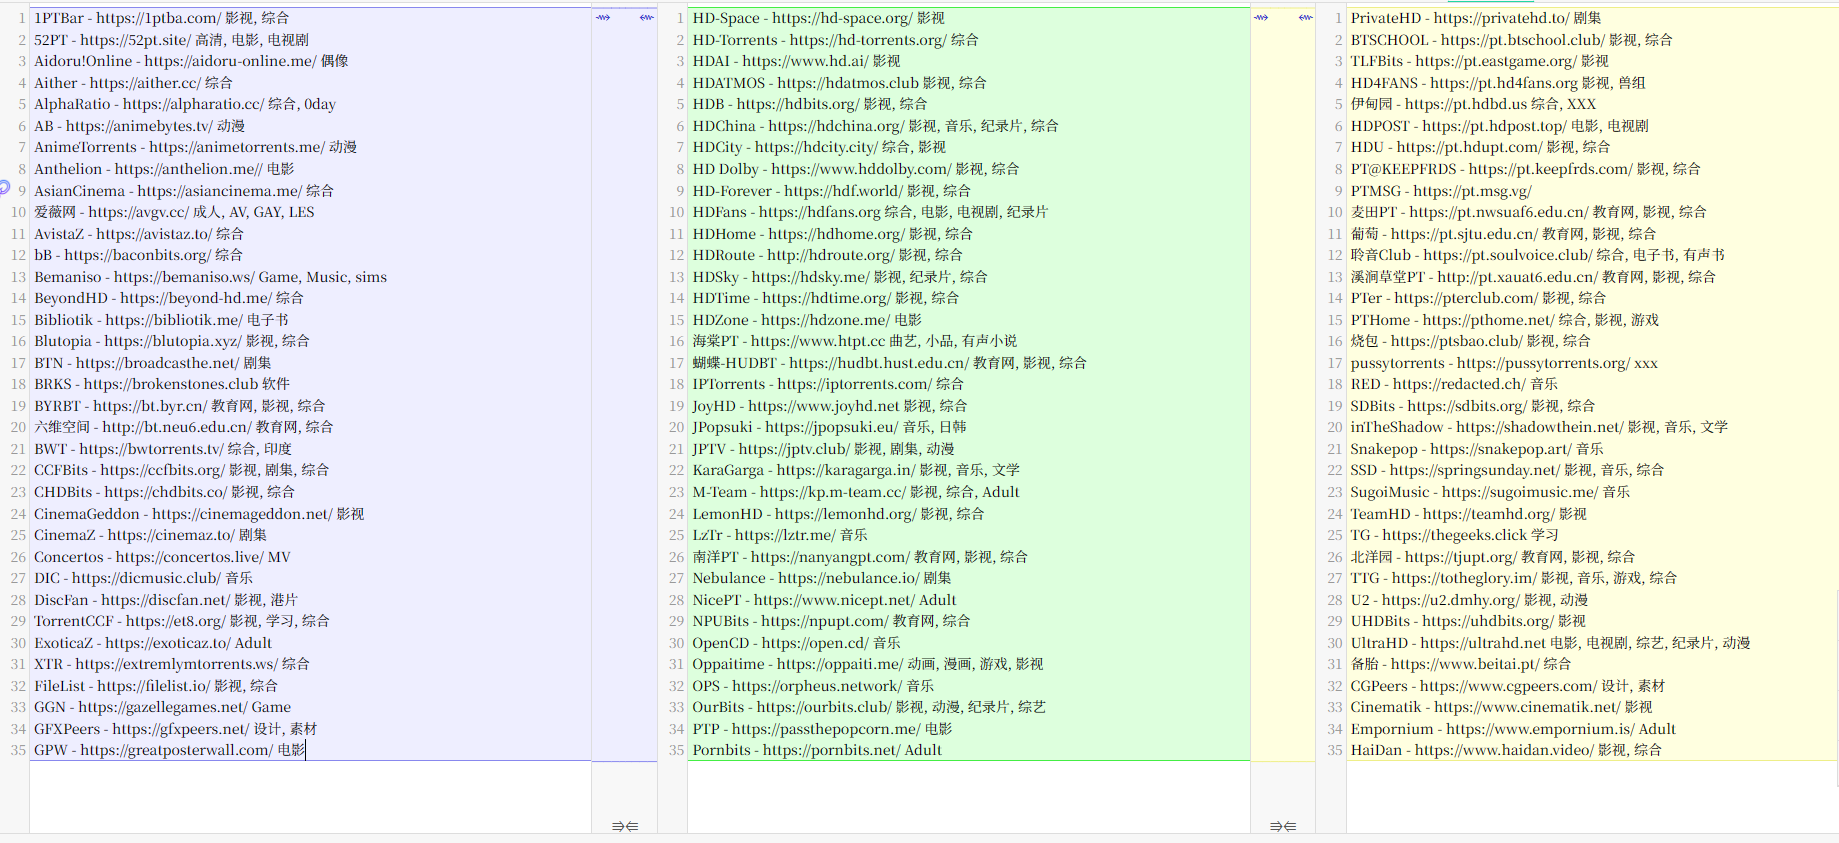 1 1PTBar - https://1ptba.com/ 影视, 综合
2 52PT - https://52pt.site/ 高清, 电影, 电视剧
3 Aidoru!Online - https://aidoru-online.me/ 偶像
4 Aither - https://aither.cc/ 综合
5 AlphaRatio - https://alpharatio.cc/ 综合, 0day
6 AB - https://animebytes.tv/ 动漫
7 AnimeTorrents - https://animetorrents.me/ 动漫
8 Anthelion - https://anthelion.me// 电影
9 AsianCinema - https://asiancinema.me/ 综合
10 爱薇网 - https://avgv.cc/ 成人, AV, GAY, LES
11 AvistaZ - https://avistaz.to/ 综合
12 bB - https://baconbits.org/ 综合
13 Bemaniso - https://bemaniso.ws/ Game, Music, sims
14 BeyondHD - https://beyond-hd.me/ 综合
15 Bibliotik - https://bibliotik.me/ 电子书
16 Blutopia - https://blutopia.xyz/ 影视, 综合
17 BTN - https://broadcasthe.net/ 剧集
18 BRKS - https://brokenstones.club 软件
19 BYRBT - https://bt.byr.cn/ 教育网, 影视, 综合
20 六维空间 - http://bt.neu6.edu.cn/ 教育网, 综合
21 BWT - https://bwtorrents.tv/ 综合, 印度
22 CCFBits - https://ccfbits.org/ 影视, 剧集, 综合
23 CHDBits - https://chdbits.co/ 影视, 综合
24 CinemaGeddon - https://cinemageddon.net/ 影视
25 CinemaZ - https://cinemaz.to/ 剧集
26 Concertos - https://concertos.live/ MV
27 DIC - https://dicmusic.club/ 音乐
28 DiscFan - https://discfan.net/ 影视, 港片
29 TorrentCCF - https://et8.org/ 影视, 学习, 综合
30 ExoticaZ - https://exoticaz.to/ Adult
31 XTR - https://extremlymtorrents.ws/ 综合
32 FileList - https://filelist.io/ 影视, 综合
33 GGN - https://gazellegames.net/ Game
34 GFXPeers - https://gfxpeers.net/ 设计, 素材
35 GPW - https://greatposterwall.com/ 电影
1 HD-Space - https://hd-space.org/ 影视
2 HD-Torrents - https://hd-torrents.org/ 综合
3 HDAI - https://www.hd.ai/ 影视
4 HDATMOS - https://hdatmos.club 影视, 综合
5 HDB - https://hdbits.org/ 影视, 综合
6 HDChina - https://hdchina.org/ 影视, 音乐, 纪录片, 综合
7 HDCity - https://hdcity.city/ 综合, 影视
8 HD Dolby - https://www.hddolby.com/ 影视, 综合
9 HD-Forever - https://hdf.world/ 影视, 综合
10 HDFans - https://hdfans.org 综合, 电影, 电视剧, 纪录片
11 HDHome - https://hdhome.org/ 影视, 综合
12 HDRoute - http://hdroute.org/ 影视, 综合
13 HDSky - https://hdsky.me/ 影视, 纪录片, 综合
14 HDTime - https://hdtime.org/ 影视, 综合
15 HDZone - https://hdzone.me/ 电影
16 海棠PT - https://www.htpt.cc 曲艺, 小品, 有声小说
17 蝴蝶-HUDBT - https://hudbt.hust.edu.cn/ 教育网, 影视, 综合
18 IPTorrents - https://iptorrents.com/ 综合
19 JoyHD - https://www.joyhd.net 影视, 综合
20 JPopsuki - https://jpopsuki.eu/ 音乐, 日韩
21 JPTV - https://jptv.club/ 影视, 剧集, 动漫
22 KaraGarga - https://karagarga.in/ 影视, 音乐, 文学
23 M-Team - https://kp.m-team.cc/ 影视, 综合, Adult
24 LemonHD - https://lemonhd.org/ 影视, 综合
25 LzTr - https://lztr.me/ 音乐
26 南洋PT - https://nanyangpt.com/ 教育网, 影视, 综合
27 Nebulance - https://nebulance.io/ 剧集
28 NicePT - https://www.nicept.net/ Adult
29 NPUBits - https://npupt.com/ 教育网, 综合
30 OpenCD - https://open.cd/ 音乐
31 Oppaitime - https://oppaiti.me/ 动画, 漫画, 游戏, 影视
32 OPS - https://orpheus.network/ 音乐
33 OurBits - https://ourbits.club/ 影视, 动漫, 纪录片, 综艺
34 PTP - https://passthepopcorn.me/ 电影
35 Pornbits - https://pornbits.net/ Adult
1 PrivateHD - https://privatehd.to/ 剧集
2 BTSCHOOL - https://pt.btschool.club/ 影视, 综合
3 TLFBits - https://pt.eastgame.org/ 影视
4 HD4FANS - https://pt.hd4fans.org 影视, 兽组
5 伊甸园 - https://pt.hdbd.us 综合, XXX
6 HDPOST - https://pt.hdpost.top/ 电影, 电视剧
7 HDU - https://pt.hdupt.com/ 影视, 综合
8 PT@KEEPFRDS - https://pt.keepfrds.com/ 影视, 综合
9 PTMSG - https://pt.msg.vg/
10 麦田PT - https://pt.nwsuaf6.edu.cn/ 教育网, 影视, 综合
11 葡萄 - https://pt.sjtu.edu.cn/ 教育网, 影视, 综合
12 聆音Club - https://pt.soulvoice.club/ 综合, 电子书, 有声书
13 溪涧草堂PT - http://pt.xauat6.edu.cn/ 教育网, 影视, 综合
14 PTer - https://pterclub.com/ 影视, 综合
15 PTHome - https://pthome.net/ 综合, 影视, 游戏
16 烧包 - https://ptsbao.club/ 影视, 综合
17 pussytorrents - https://pussytorrents.org/ xxx
18 RED - https://redacted.ch/ 音乐
19 SDBits - https://sdbits.org/ 影视, 综合
20 inTheShadow - https://shadowthein.net/ 影视, 音乐, 文学
21 Snakepop - https://snakepop.art/ 音乐
22 SSD - https://springsunday.net/ 影视, 音乐, 综合
23 SugoiMusic - https://sugoimusic.me/ 音乐
24 TeamHD - https://teamhd.org/ 影视
25 TG - https://thegeeks.click 学习
26 北洋园 - https://tjupt.org/ 教育网, 影视, 综合
27 TTG - https://totheglory.im/ 影视, 音乐, 游戏, 综合
28 U2 - https://u2.dmhy.org/ 影视, 动漫
29 UHDBits - https://uhdbits.org/ 影视
30 UltraHD - https://ultrahd.net 电影, 电视剧, 综艺, 纪录片, 动漫
31 备胎 - https://www.beitai.pt/ 综合
32 CGPeers - https://www.cgpeers.com/ 设计, 素材
33 Cinematik - https://www.cinematik.net/ 影视
34 Empornium - https://www.empornium.is/ Adult
35 HaiDan - https://www.haidan.video/ 影视, 综合